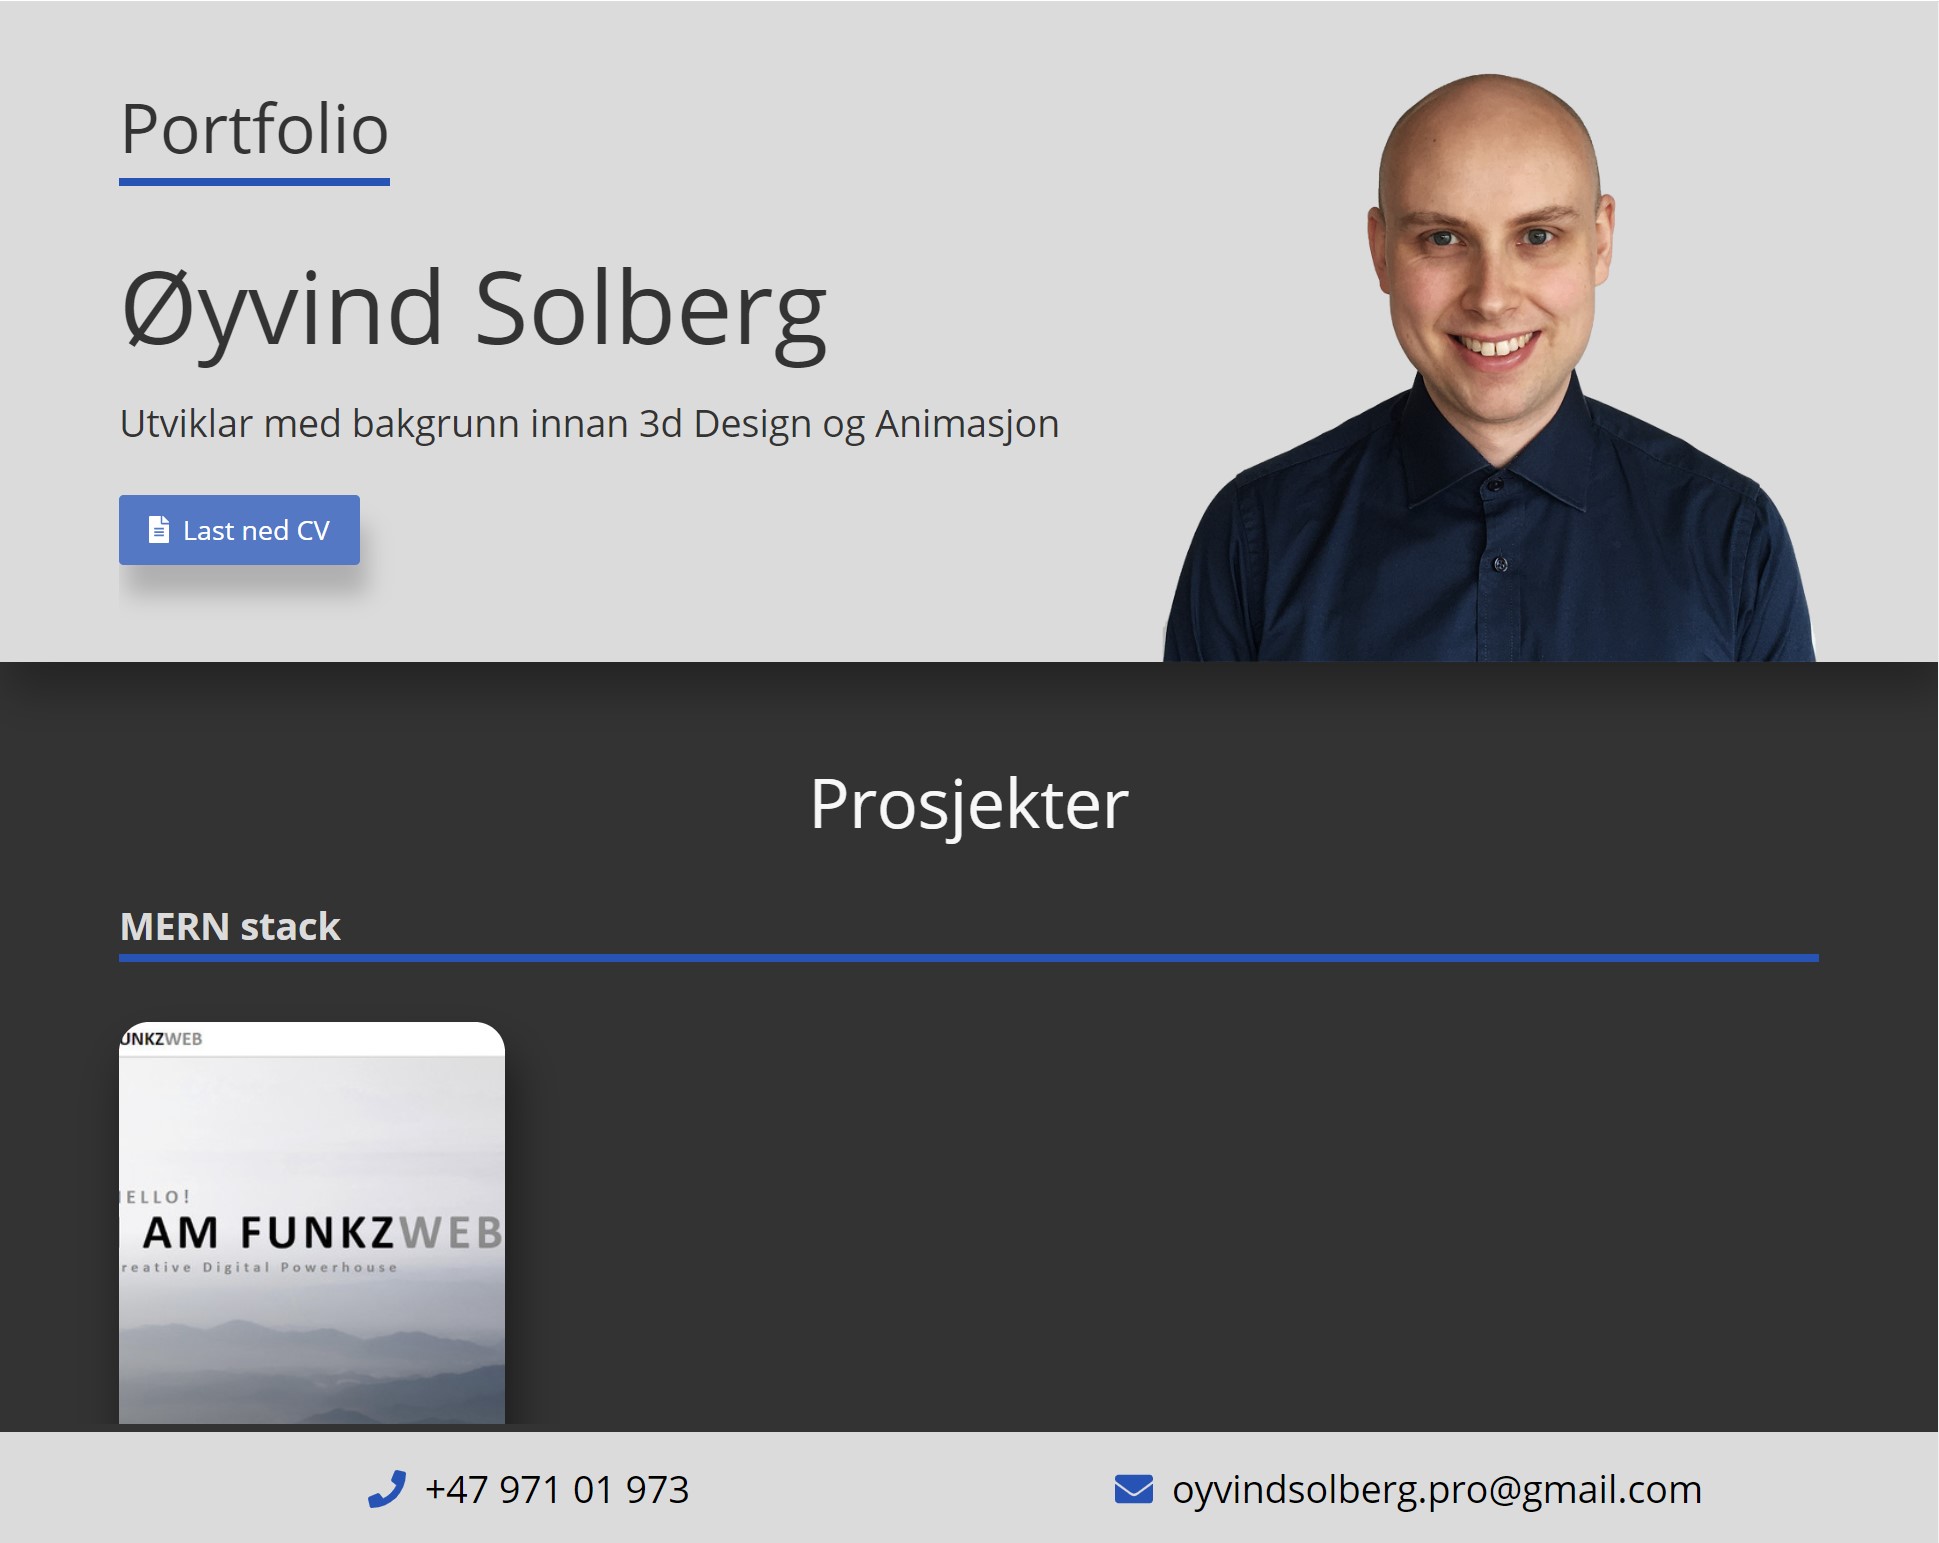 Portfolio
Øyvind Solberg
Utviklar med bakgrunn innan 3d Design og Animasjon
Last ned CV
Prosjekter
MERN stack
UNKZWEB
ELLO!
AM FUNKZWEB
reative Digital Powerhouse
+47 971 01 973
oyvindsolberg.pro@gmail.com